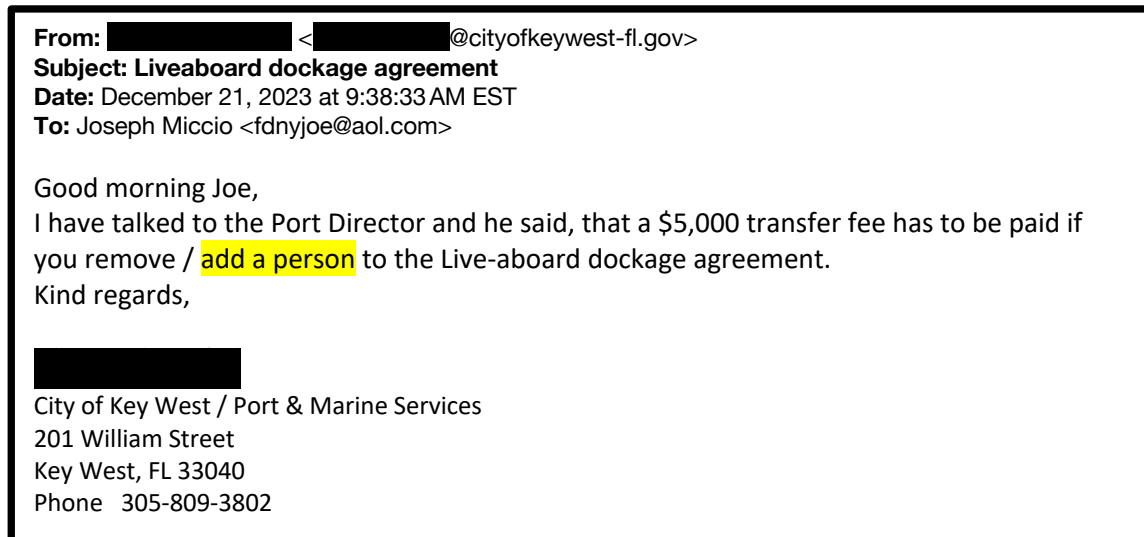 From: < @cityofkeywest-fl.gov>
Subject: Liveaboard dockage agreement
Date: December 21, 2023 at 9:38:33 AM EST
To: Joseph Miccio <fdnyjoe@aol.com>
Good morning Joe,
I have talked to the Port Director and he said, that a $5,000 transfer fee has to be paid if
you remove / add a person to the Live-aboard dockage agreement.
Kind regards,
City of Key West / Port & Marine Services
201 William Street
Key West, FL 33040
Phone 305-809-3802